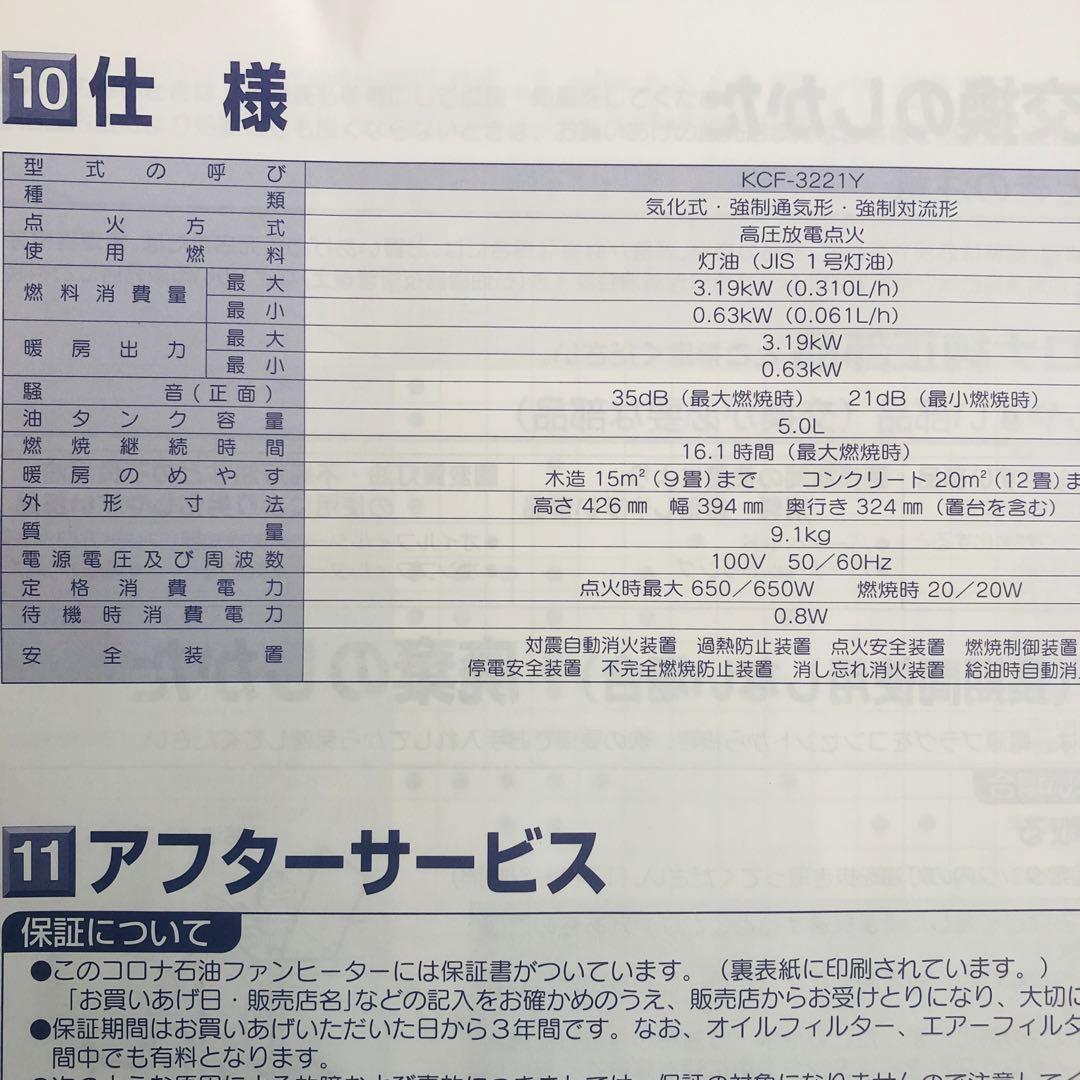 10 仕 様
型式の呼び KCF-3221Y
種類 気化式・強制通気形・強制対流形
点火方式 高圧放電点火
使用燃料 灯油（JIS 1号灯油）
燃料消費量 最大 3.19kW（0.310L/h）
最小 0.63kW（0.061L/h）
暖房出力 最大 3.19kW
最小 0.63kW
騒音（正面） 35dB（最大燃焼時） 21dB（最小燃焼時）
油タンク容量 5.0L
燃焼継続時間 16.1時間（最大燃焼時）
暖房のめやす 木造 15m²（9畳）まで コンクリート 20m²（12畳）ま
外形寸法 高さ426㎜ 幅394㎜ 奥行き324㎜（置台を含む）
質量 9.1kg
電源電圧及び周波数 100V 50／60Hz
定格消費電力 点火時最大 650／650W 燃焼時 20／20W
待機時消費電力 0.8W
安全装置 対震自動消火装置 過熱防止装置 点火安全装置 燃焼制御装置
停電安全装置 不完全燃焼防止装置 消し忘れ消火装置 給油時自動消
11 アフターサービス
保証について
●このコロナ石油ファンヒーターには保証書がついています。（裏表紙に印刷されています。）
「お買いあげ日・販売店名」などの記入をお確かめのうえ、販売店からお受けとりになり、大切に
●保証期間はお買いあげいただいた日から3年間です。なお、オイルフィルター、エアーフィルタ
間中でも有料となります。